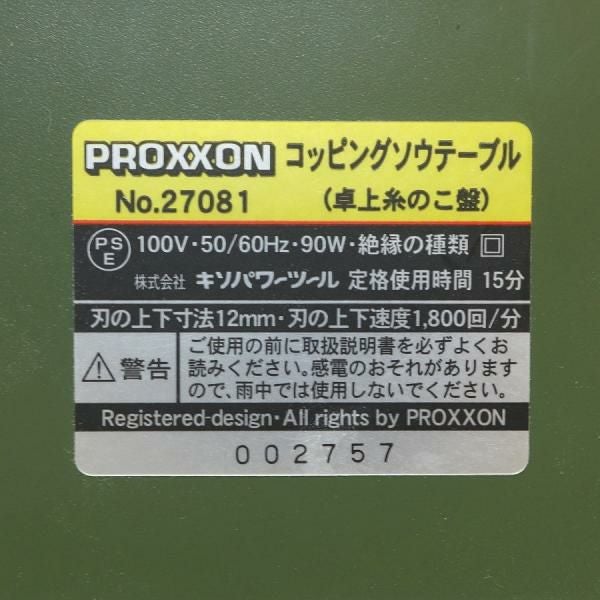 PROXXON コッピングソウテーブル
No.27081 (卓上糸のこ盤)
PS E 100V・50/60Hz・90W・絶縁の種類 回
株式会社 キソパワーツール 定格使用時間 15分
刃の上下寸法12mm・刃の上下速度1,800回/分
警告
ご使用の前に取扱説明書を必ずよくお
読みください。感電のおそれがあります
ので、雨中では使用しないでください。
Registered-design・All rights by PROXXON
002757